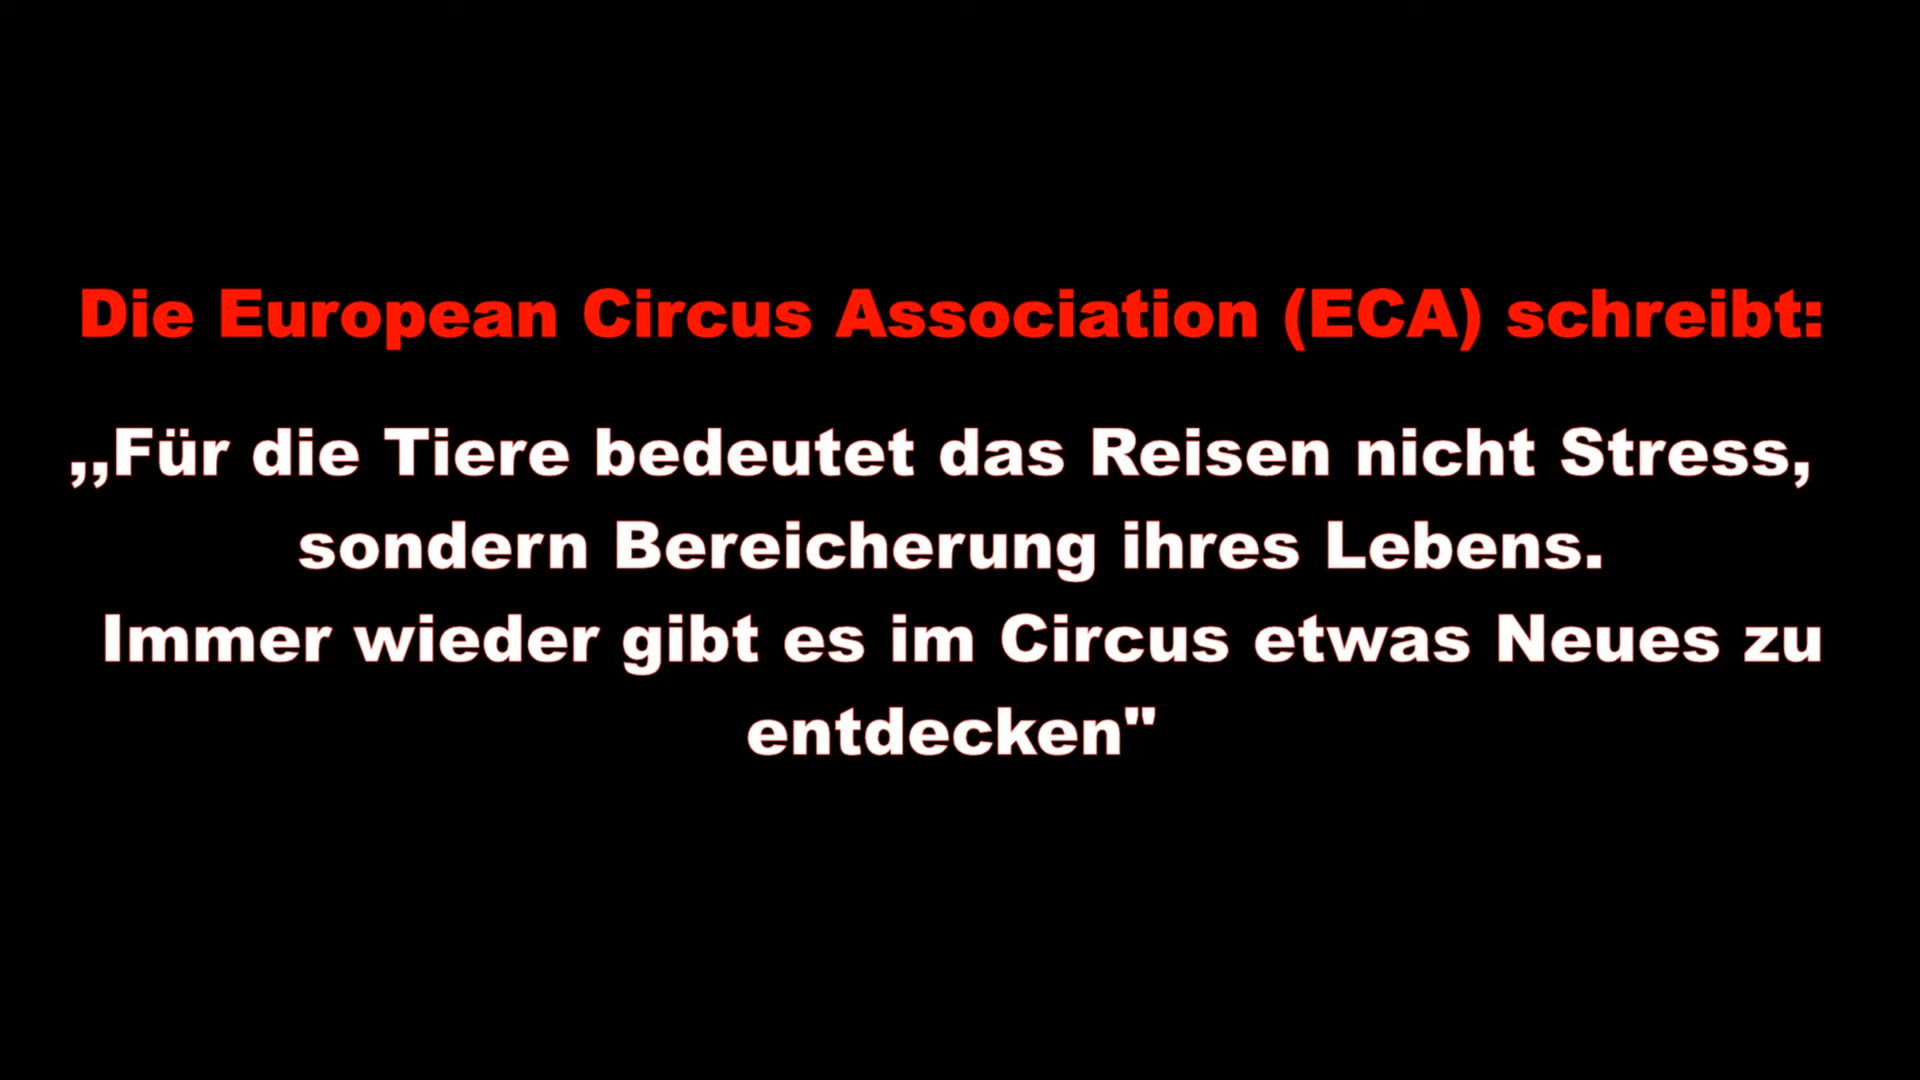 Die European Circus Association (ECA) schreibt:
,,Für die Tiere bedeutet das Reisen nicht Stress,
sondern Bereicherung ihres Lebens.
Immer wieder gibt es im Circus etwas Neues zu
entdecken"